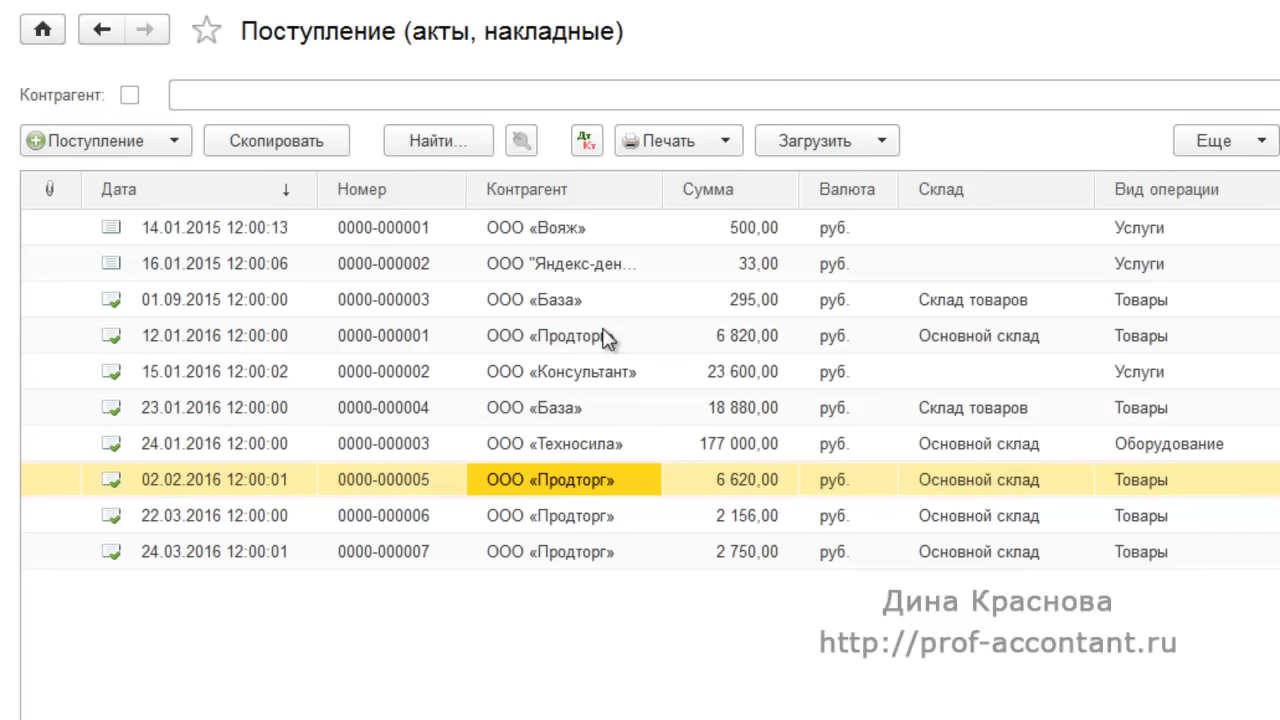 Поступление (акты, накладные)
Контрагент:
Поступление Скопировать Найти... Дт Кт Печать Загрузить Еще
Дата ↓ Номер Контрагент Сумма Валюта Склад Вид операции
14.01.2015 12:00:13 0000-000001 ООО «Вояж» 500,00 руб. Услуги
16.01.2015 12:00:06 0000-000002 ООО "Яндекс-ден... 33,00 руб. Услуги
01.09.2015 12:00:00 0000-000003 ООО «База» 295,00 руб. Склад товаров Товары
12.01.2016 12:00:00 0000-000001 ООО «Продторг 6 820,00 руб. Основной склад Товары
15.01.2016 12:00:02 0000-000002 ООО «Консультант» 23 600,00 руб. Услуги
23.01.2016 12:00:00 0000-000004 ООО «База» 18 880,00 руб. Склад товаров Товары
24.01.2016 12:00:00 0000-000003 ООО «Техносила» 177 000,00 руб. Основной склад Оборудование
02.02.2016 12:00:01 0000-000005 ООО «Продторг» 6 620,00 руб. Основной склад Товары
22.03.2016 12:00:00 0000-000006 ООО «Продторг» 2 156,00 руб. Основной склад Товары
24.03.2016 12:00:01 0000-000007 ООО «Продторг» 2 750,00 руб. Основной склад Товары
Дина Краснова
http://prof-accontant.ru